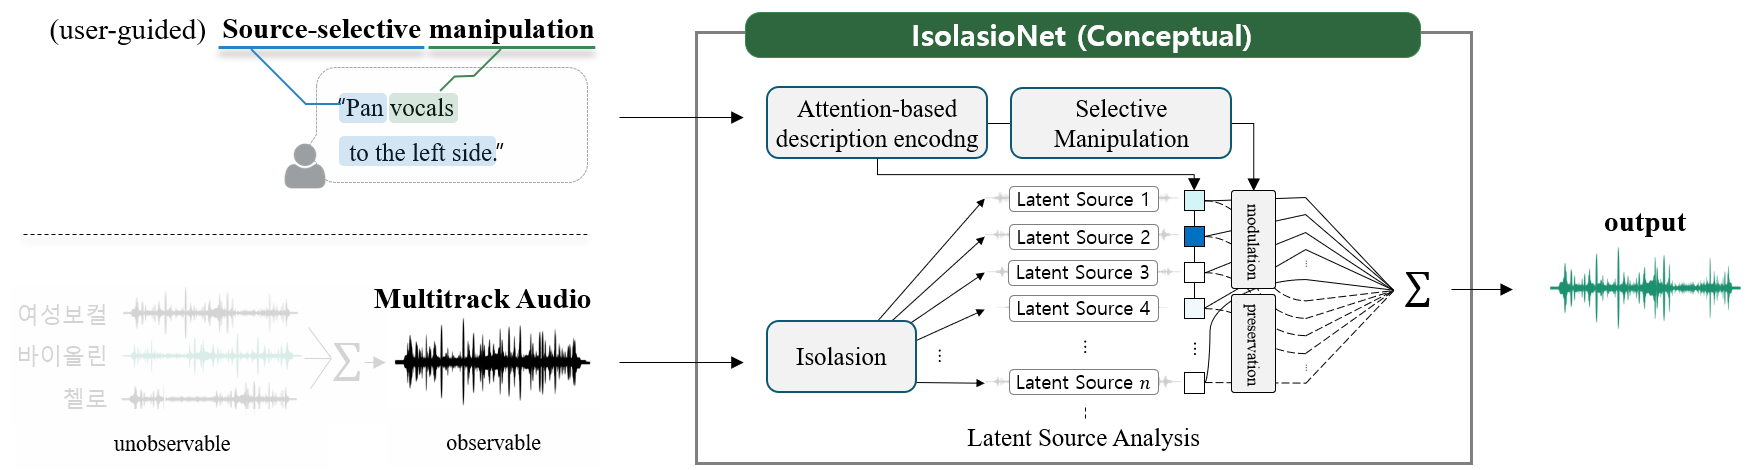 (user-guided) Source-selective manipulation
"Pan vocals
to the left side."
여성보컬
바이올린
첼로
Σ
unobservable
Multitrack Audio
observable
IsolasioNet (Conceptual)
Attention-based
description encodng
Selective
Manipulation
Isolasion
Latent Source 1
Latent Source 2
Latent Source 3
Latent Source 4
Latent Source n
Latent Source Analysis
modulation
preservation
Σ
output